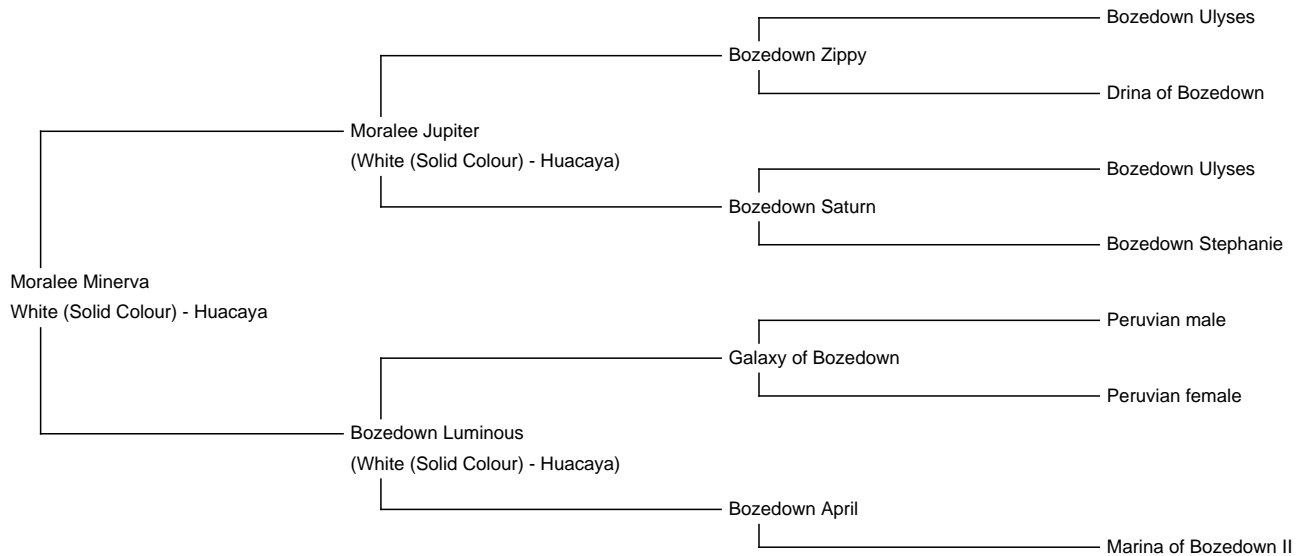 Bozedown Ulyses
Bozedown Zippy
Drina of Bozedown
Moralee Jupiter
(White (Solid Colour) - Huacaya)
Bozedown Ulyses
Bozedown Saturn
Bozedown Stephanie
Moralee Minerva
White (Solid Colour) - Huacaya
Peruvian male
Galaxy of Bozedown
Peruvian female
Bozedown Luminous
(White (Solid Colour) - Huacaya)
Bozedown April
Marina of Bozedown II